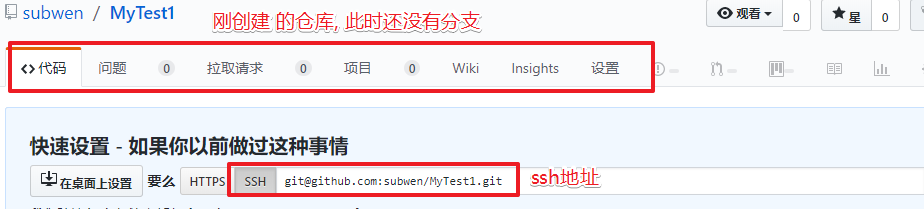 subwen / MyTest1
刚创建 的仓库, 此时还没有分支
观看 0 星 0
<> 代码 问题 0 拉取请求 0 项目 0 Wiki Insights 设置
快速设置 - 如果你以前做过这种事情
在桌面上设置 要么 HTTPS SSH git@github.com:subwen/MyTest1.git ssh地址